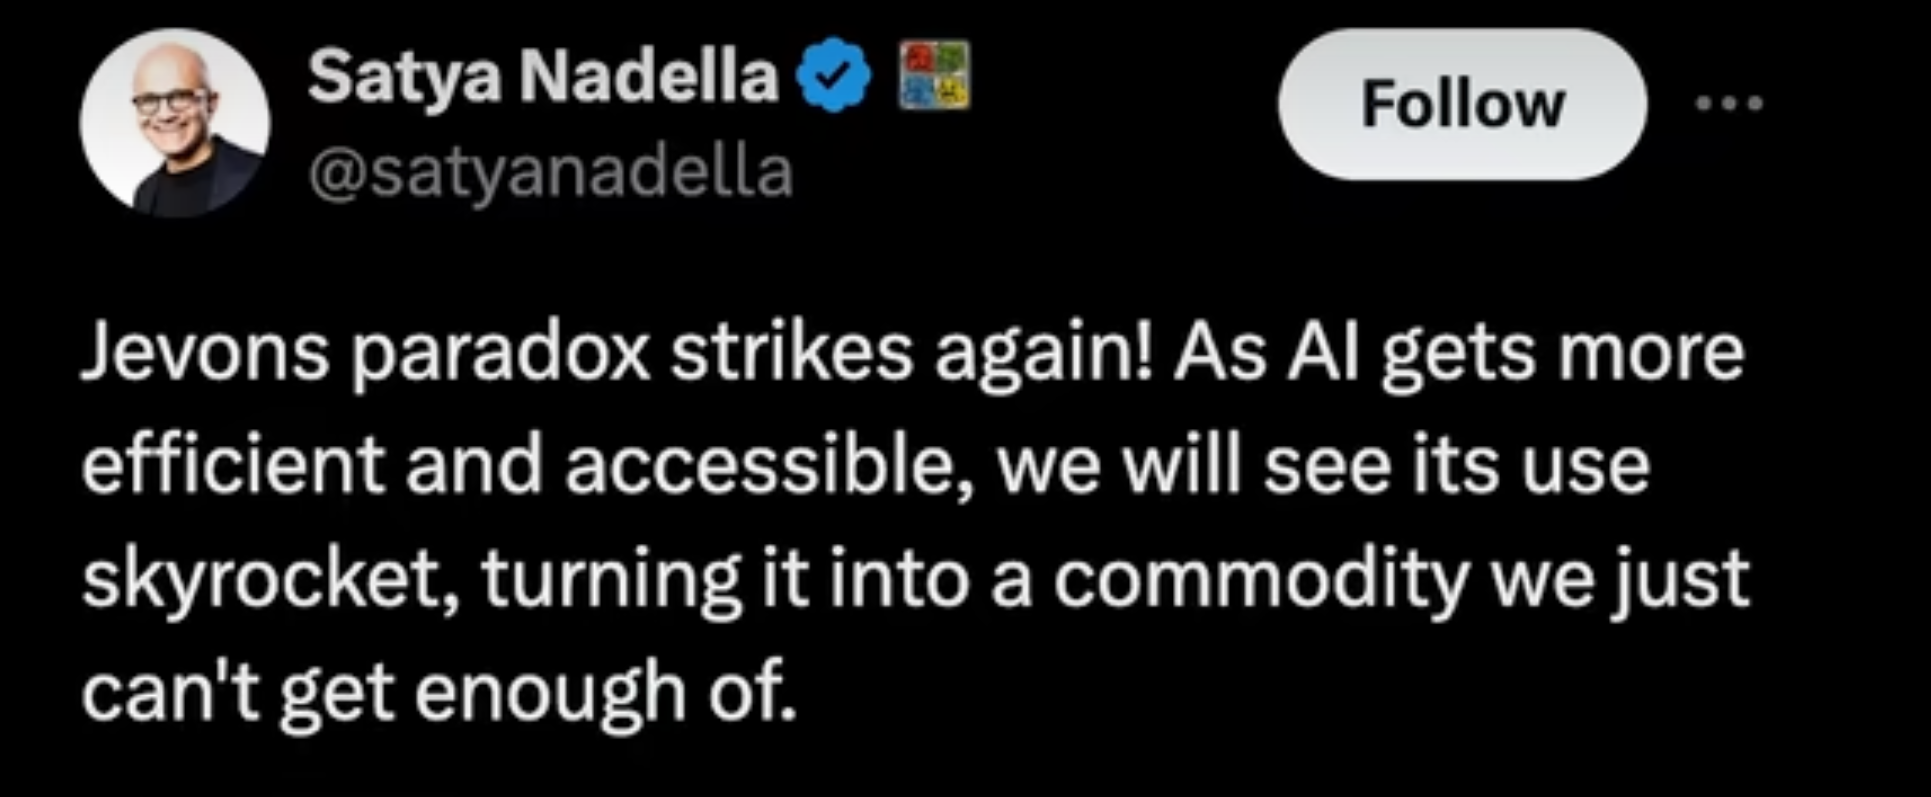 Satya Nadella
@satyanadella
Follow
Jevons paradox strikes again! As AI gets more
efficient and accessible, we will see its use
skyrocket, turning it into a commodity we just
can't get enough of.